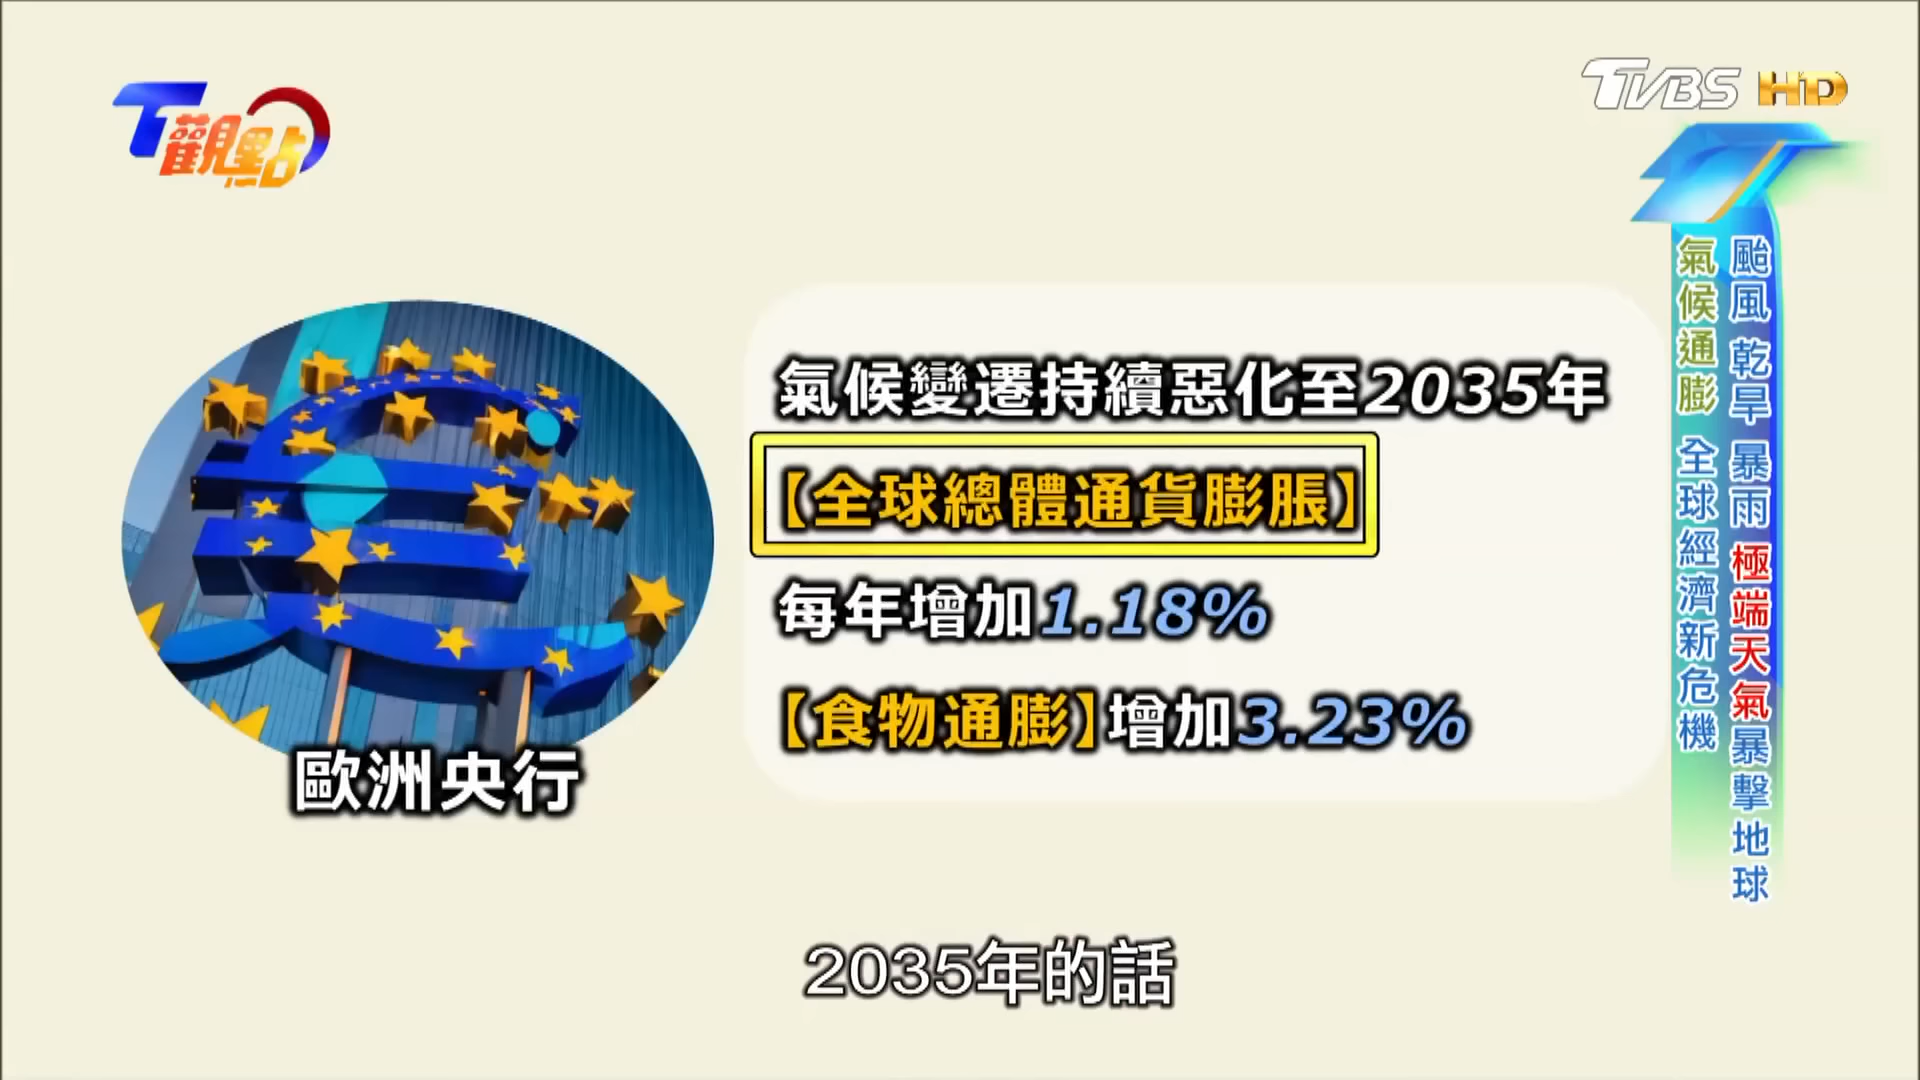 T觀點
TVBS HD
颱風 乾旱 暴雨 極端天氣暴擊地球
氣候通膨 全球經濟新危機
氣候變遷持續惡化至2035年
【全球總體通貨膨脹】
每年增加1.18%
【食物通膨】增加3.23%
歐洲央行
2035年的話